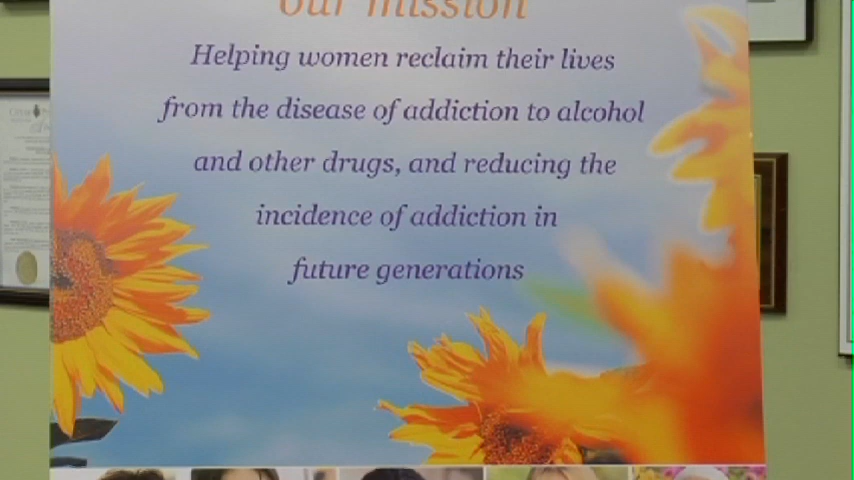 our mission
Helping women reclaim their lives
from the disease of addiction to alcohol
and other drugs, and reducing the
incidence of addiction in
future generations